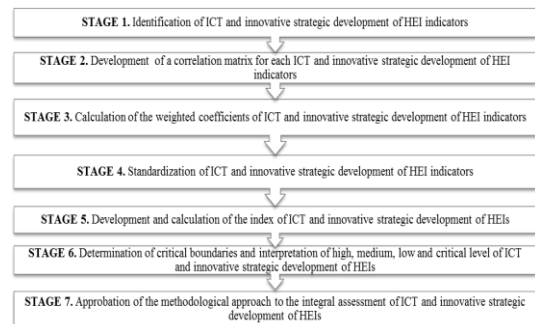 STAGE 1. Identification of ICT and innovative strategic development of HEI indicators
STAGE 2. Development of a correlation matrix for each ICT and innovative strategic development of HEI
indicators
STAGE 3. Calculation of the weighted coefficients of ICT and innovative strategic development of HEI indicators
STAGE 4. Standardization of ICT and innovative strategic development of HEI indicators
STAGE 5. Development and calculation of the index of ICT and innovative strategic development of HEIs
STAGE 6. Determination of critical boundaries and interpretation of high, medium, low and critical level of ICT
and innovative strategic development of HEIs
STAGE 7. Approbation of the methodological approach to the integral assessment of ICT and innovative strategic
development of HEIs